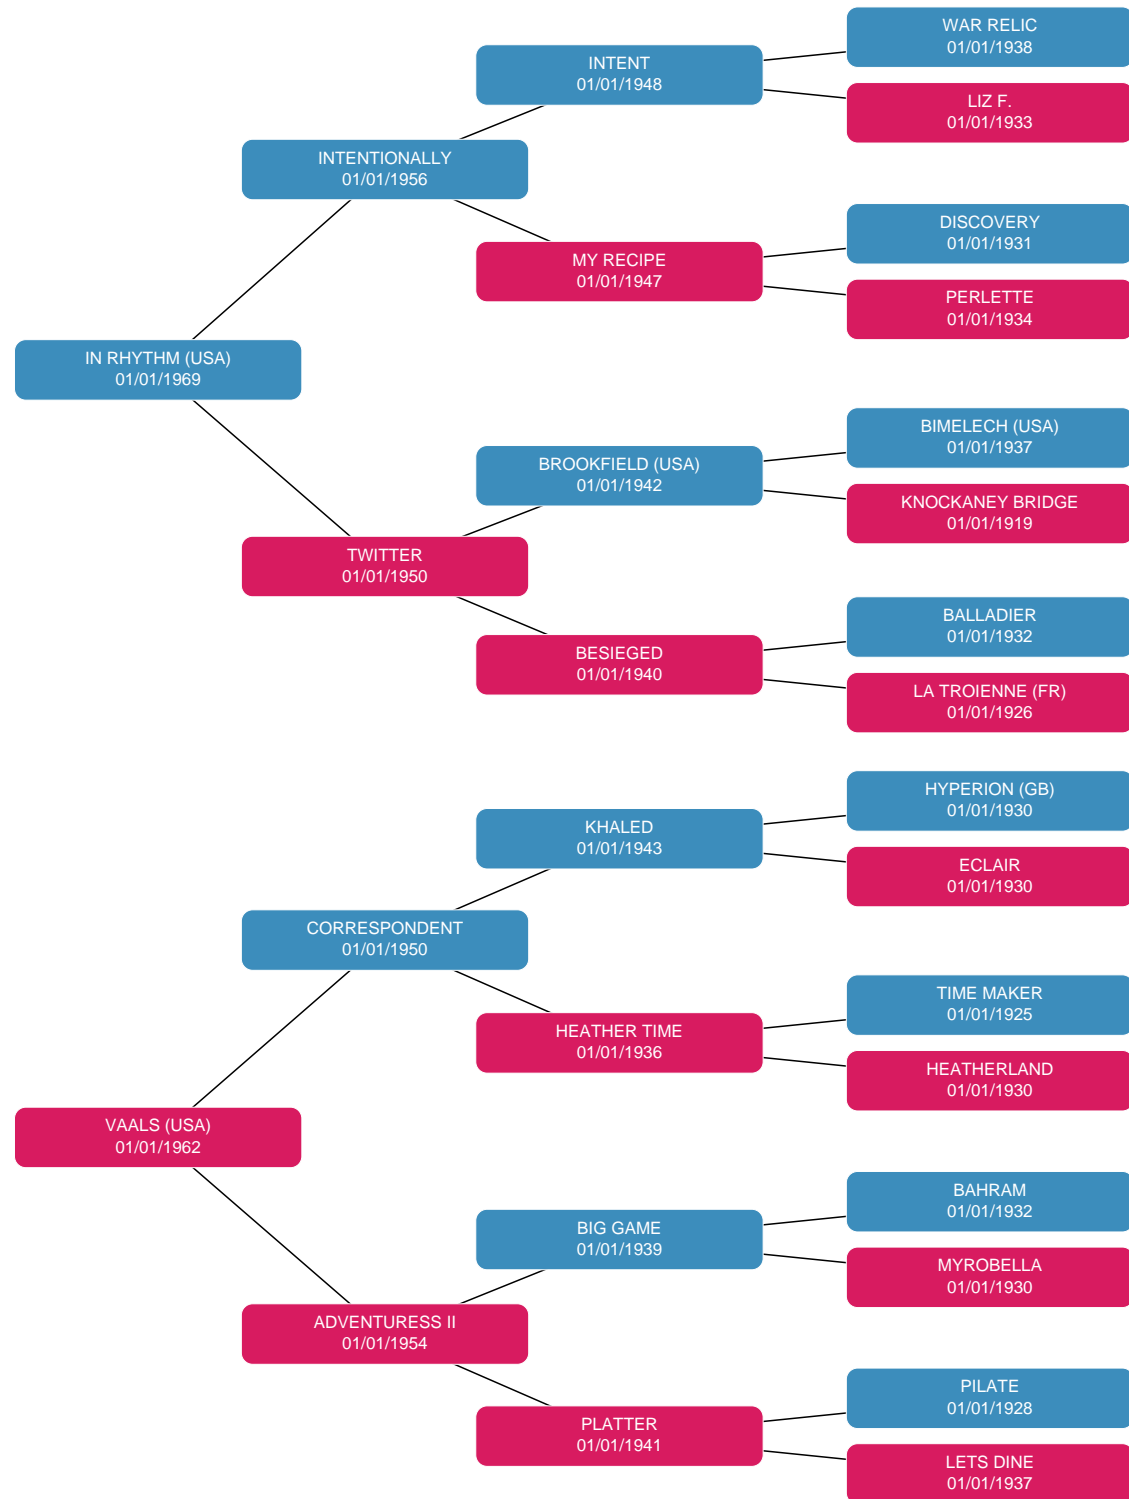 WAR RELIC
01/01/1938
INTENT
01/01/1948
LIZ F.
01/01/1933
INTENTIONALLY
01/01/1956
DISCOVERY
01/01/1931
MY RECIPE
01/01/1947
PERLETTE
01/01/1934
IN RHYTHM (USA)
01/01/1969
BIMELECH (USA)
01/01/1937
BROOKFIELD (USA)
01/01/1942
KNOCKANEY BRIDGE
01/01/1919
TWITTER
01/01/1950
BALLADIER
01/01/1932
BESIEGED
01/01/1940
LA TROIENNE (FR)
01/01/1926
HYPERION (GB)
01/01/1930
KHALED
01/01/1943
ECLAIR
01/01/1930
CORRESPONDENT
01/01/1950
TIME MAKER
01/01/1925
HEATHER TIME
01/01/1936
HEATHERLAND
01/01/1930
VAALS (USA)
01/01/1962
BAHRAM
01/01/1932
BIG GAME
01/01/1939
MYROBELLA
01/01/1930
ADVENTURESS II
01/01/1954
PILATE
01/01/1928
PLATTER
01/01/1941
LETS DINE
01/01/1937